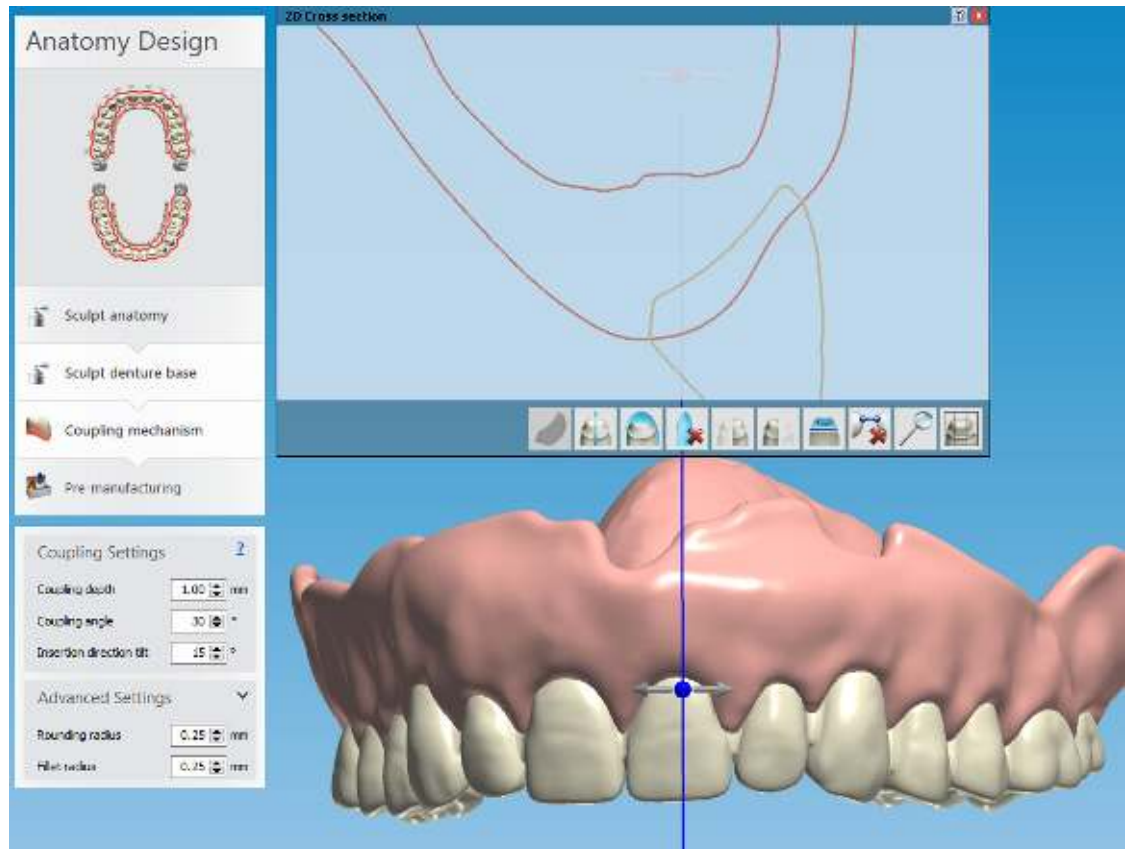 2D Cross section
Anatomy Design
Sculpt anatomy
Sculpt denture base
Coupling mechanism
Pre manufacturing
Coupling Settings ?
Coupling depth 1.00 mm
Coupling angle 30 °
Insertion direction tilt 15 °
Advanced Settings
Rounding radius 0.25 mm
Fillet radius 0.25 mm